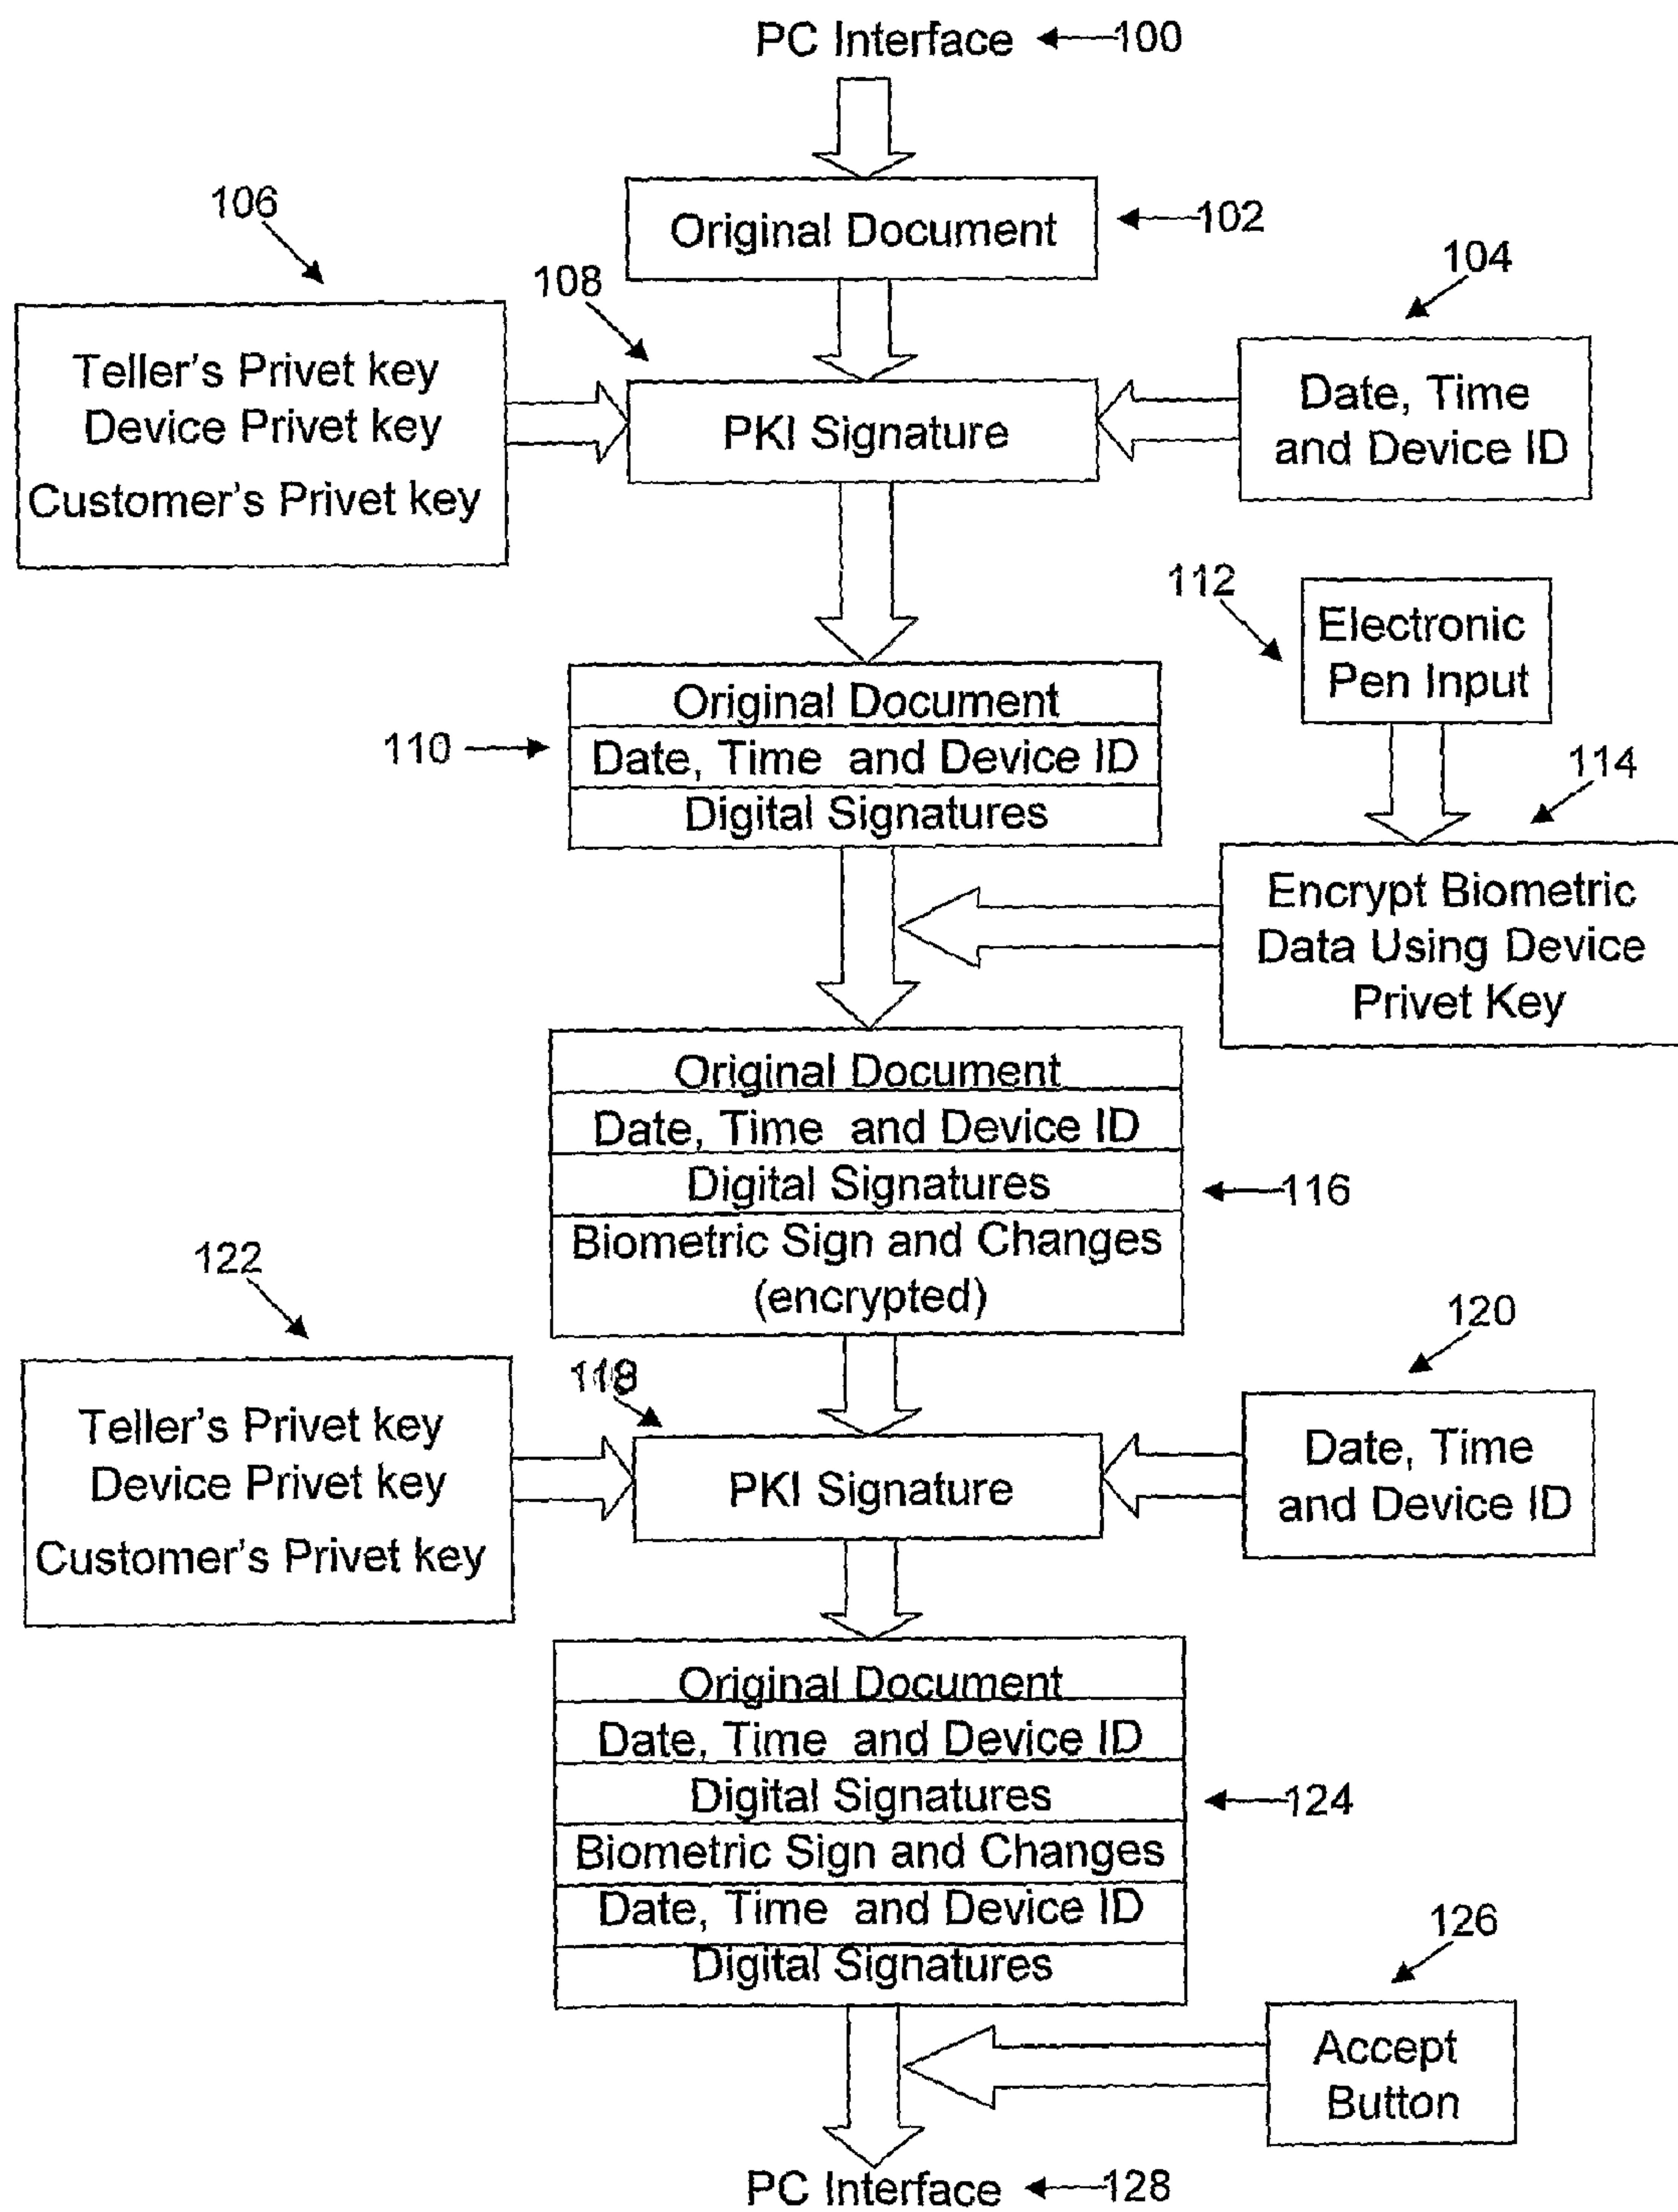 PC Interface
100
Original Document
102
106
108
104
Teller's Privet key
Device Privet key
Customer's Privet key
PKI Signature
Date, Time
and Device ID
112
Electronic
Pen Input
110
Original Document
Date, Time and Device ID
Digital Signatures
114
Encrypt Biometric
Data Using Device
Privet Key
Original Document
Date, Time and Device ID
Digital Signatures
Biometric Sign and Changes
(encrypted)
116
122
118
120
Teller's Privet key
Device Privet key
Customer's Privet key
PKI Signature
Date, Time
and Device ID
Original Document
Date, Time and Device ID
Digital Signatures
Biometric Sign and Changes
Date, Time and Device ID
Digital Signatures
124
126
Accept
Button
PC Interface
128